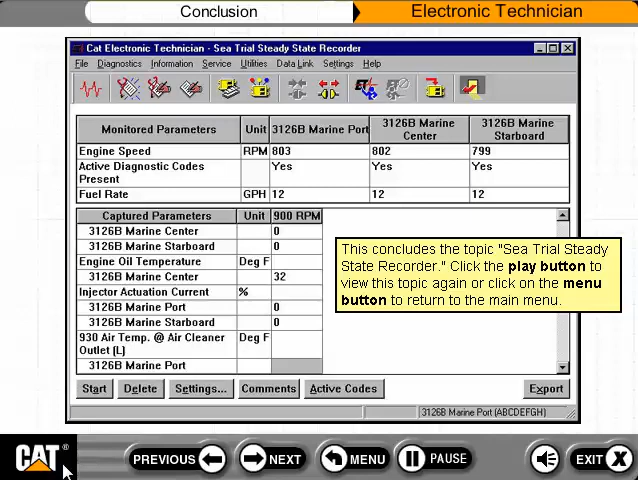 Conclusion
Electronic Technician
Cat Electronic Technician - Sea Trial Steady State Recorder
File Diagnostics Information Service Utilities Data Link Settings Help
Monitored Parameters Unit 3126B Marine Port 3126B Marine Center 3126B Marine Starboard
Engine Speed RPM 803 802 799
Active Diagnostic Codes Present Yes Yes Yes
Fuel Rate GPH 12 12 12
Captured Parameters Unit 900 RPM
3126B Marine Center 0
3126B Marine Starboard 0
Engine Oil Temperature Deg F
3126B Marine Center 32
Injector Actuation Current %
3126B Marine Port 0
3126B Marine Starboard 0
930 Air Temp. @ Air Cleaner Outlet (L) Deg F
3126B Marine Port
This concludes the topic "Sea Trial Steady
State Recorder." Click the play button to
view this topic again or click on the menu
button to return to the main menu.
Start Delete Settings... Comments Active Codes Export
3126B Marine Port (ABCDEFGH)
CAT® PREVIOUS NEXT MENU PAUSE EXIT X